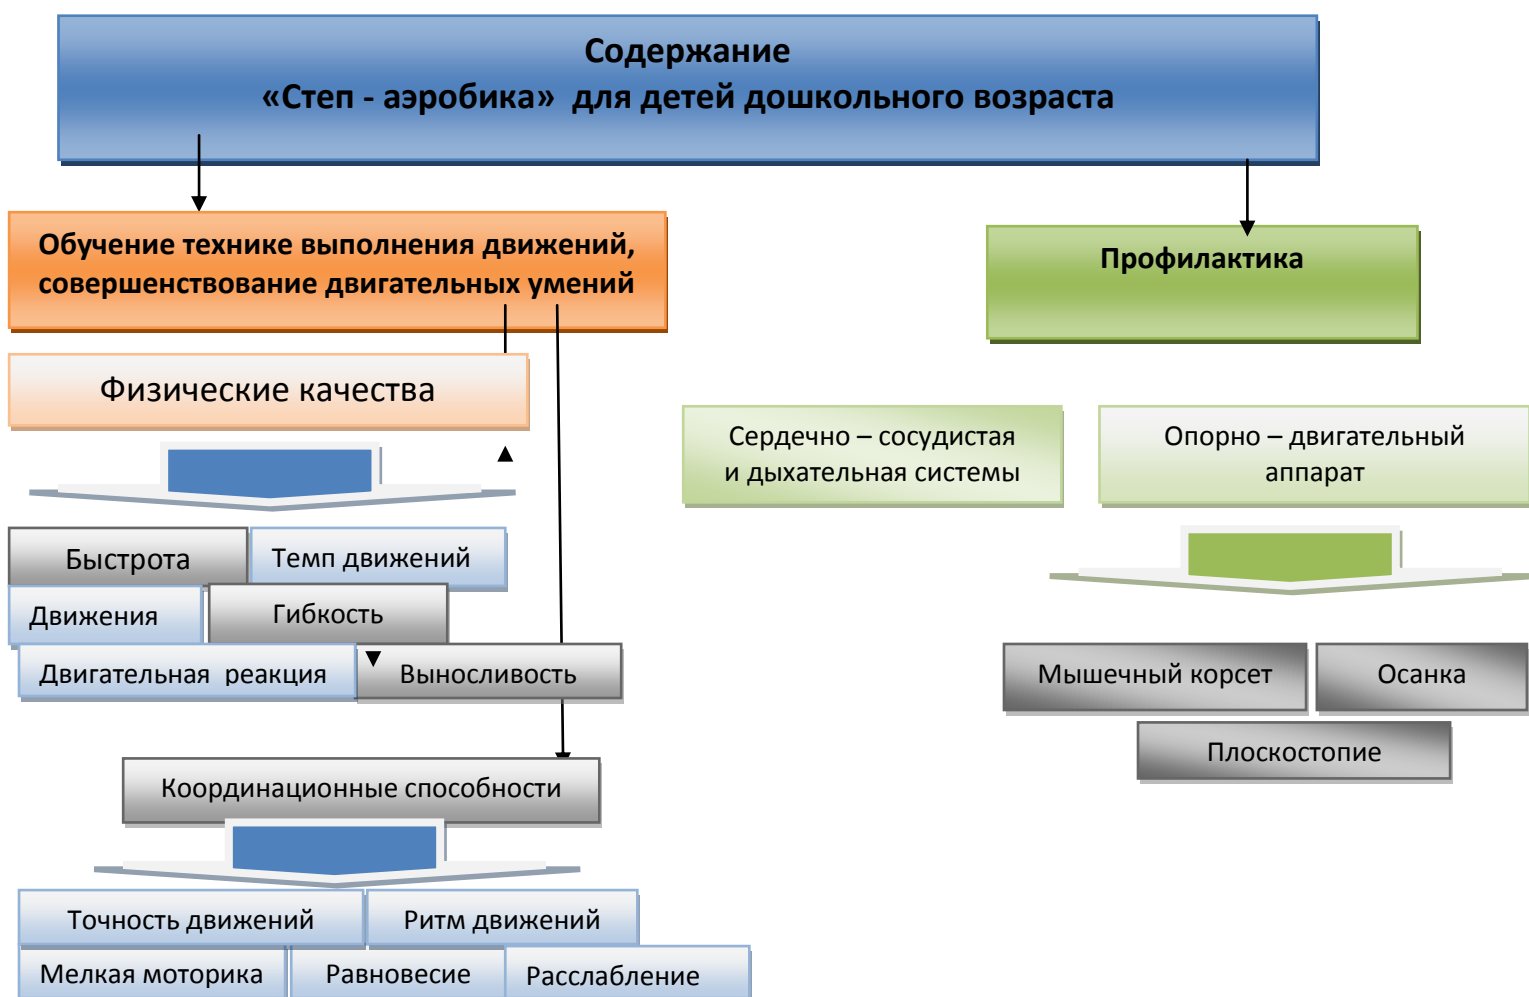 Содержание
«Степ - аэробика» для детей дошкольного возраста
Обучение технике выполнения движений,
совершенствование двигательных умений
Профилактика
Физические качества
Сердечно – сосудистая
и дыхательная системы
Опорно – двигательный
аппарат
Быстрота
Темп движений
Движения
Гибкость
Двигательная реакция
Выносливость
Мышечный корсет
Осанка
Плоскостопие
Координационные способности
Точность движений
Ритм движений
Мелкая моторика
Равновесие
Расслабление